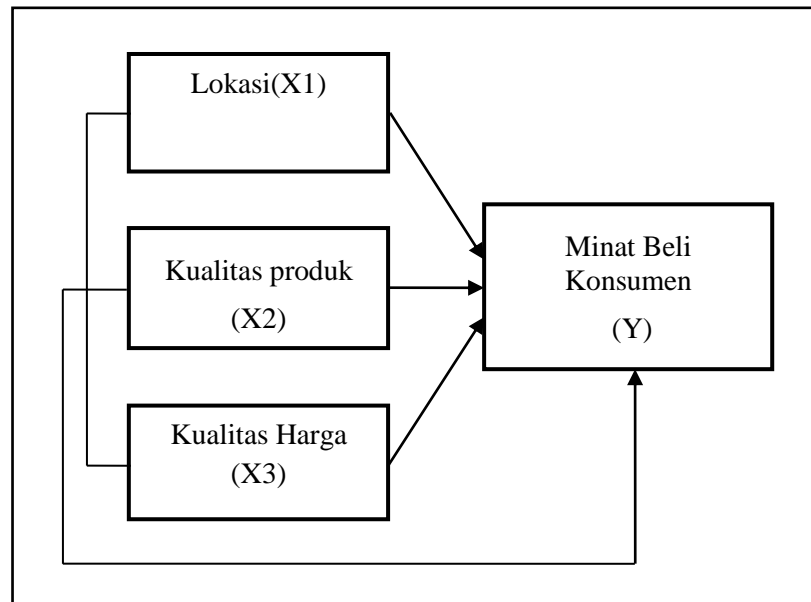 Lokasi(X1)
Kualitas produk
(X2)
Kualitas Harga
(X3)
Minat Beli
Konsumen
(Y)